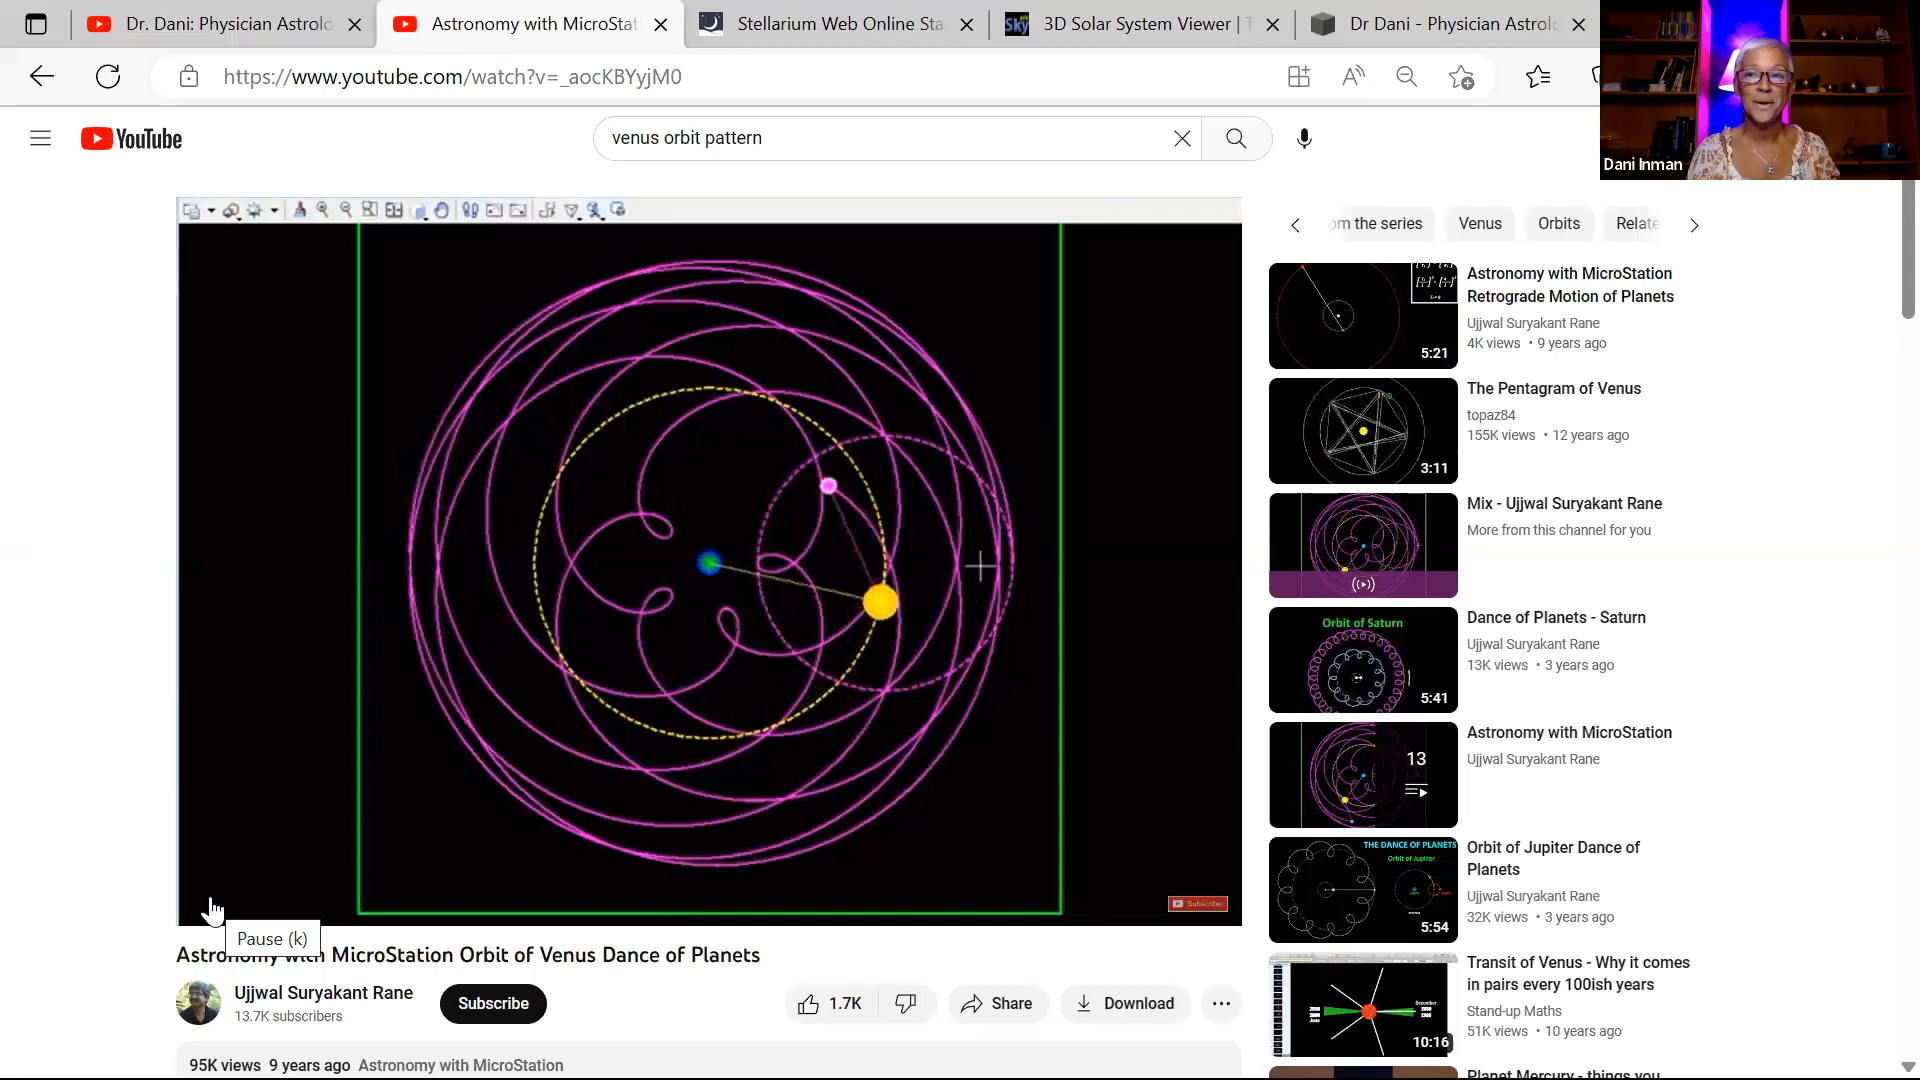 Dr. Dani: Physician Astrolo
Astronomy with MicroStat
Stellarium Web Online Sta
3D Solar System Viewer | T
Dr Dani - Physician Astrolo
https://www.youtube.com/watch?v=_aocKBYyjM0
Dani Inman
YouTube
venus orbit pattern
om the series
Venus
Orbits
Relate
Astronomy with MicroStation
Retrograde Motion of Planets
Ujjwal Suryakant Rane
4K views • 9 years ago
5:21
The Pentagram of Venus
topaz84
155K views • 12 years ago
3:11
Mix - Ujjwal Suryakant Rane
More from this channel for you
Orbit of Saturn
Dance of Planets - Saturn
Ujjwal Suryakant Rane
13K views • 3 years ago
5:41
Astronomy with MicroStation
Ujjwal Suryakant Rane
13
THE DANCE OF PLANETS
Orbit of Jupiter
Orbit of Jupiter Dance of
Planets
Ujjwal Suryakant Rane
32K views • 3 years ago
5:54
Transit of Venus - Why it comes
in pairs every 100ish years
Stand-up Maths
51K views • 10 years ago
10:16
Planet Mercury - things you
Subscribe
Pause (k)
Astronomy with MicroStation Orbit of Venus Dance of Planets
Ujjwal Suryakant Rane
13.7K subscribers
Subscribe
1.7K
Share
Download
95K views 9 years ago Astronomy with MicroStation